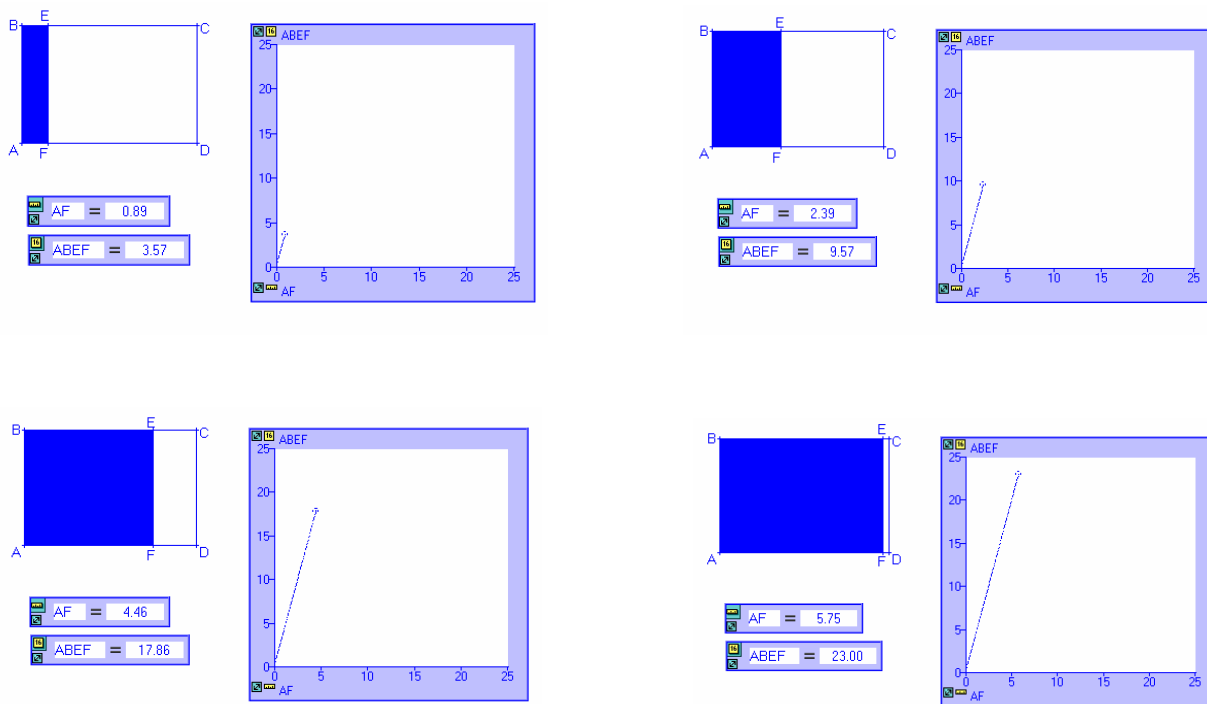 B E C
A F D
AF = 0.89
ABEF = 3.57
16 ABEF
25
20
15
10
5
0
0 5 10 15 20 25
AF
B E C
A F D
AF = 2.39
ABEF = 9.57
16 ABEF
25
20
15
10
5
0
0 5 10 15 20 25
AF
B E C
A F D
AF = 4.46
ABEF = 17.86
16 ABEF
25
20
15
10
5
0
0 5 10 15 20 25
AF
B E C
A F D
AF = 5.75
ABEF = 23.00
16 ABEF
25
20
15
10
5
0
0 5 10 15 20 25
AF